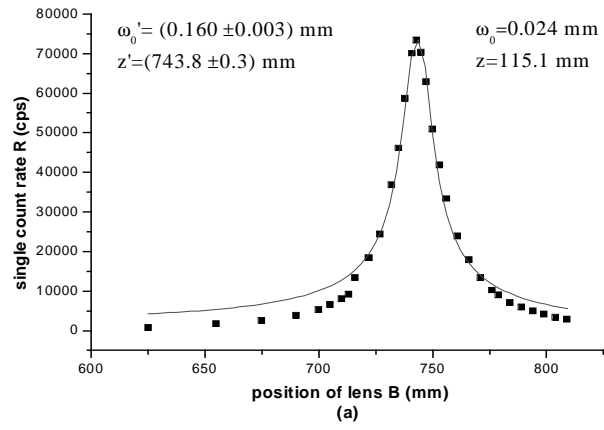 ω₀'= (0.160 ±0.003) mm
z'=(743.8 ±0.3) mm
ω₀=0.024 mm
z=115.1 mm
single count rate R (cps)
80000
70000
60000
50000
40000
30000
20000
10000
0
600
650
700
750
800
position of lens B (mm)
(a)